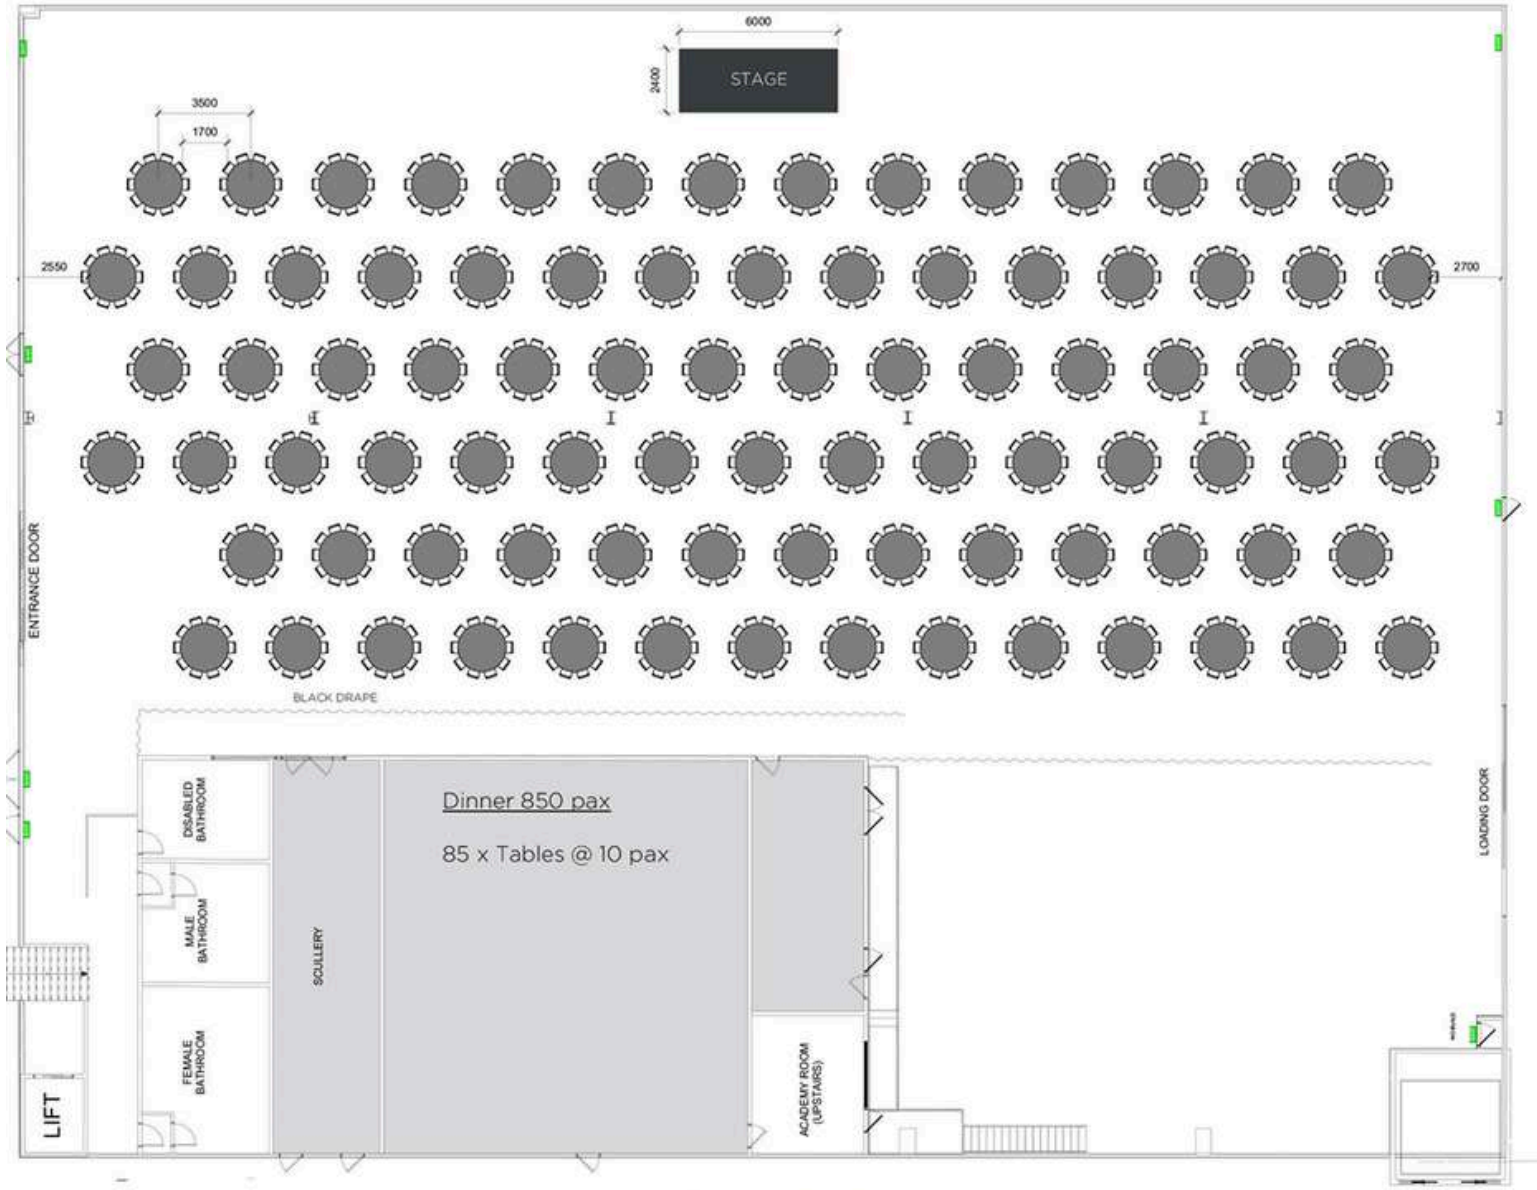 6000
2400
STAGE
3500
1700
2550
2700
ENTRANCE DOOR
BLACK DRAPE
DISABLED
BATHROOM
Dinner 850 pax
85 x Tables @ 10 pax
LOADING DOOR
MALE
BATHROOM
SCULLERY
FEMALE
BATHROOM
ACADEMY ROOM
(UPSTAIRS)
LIFT